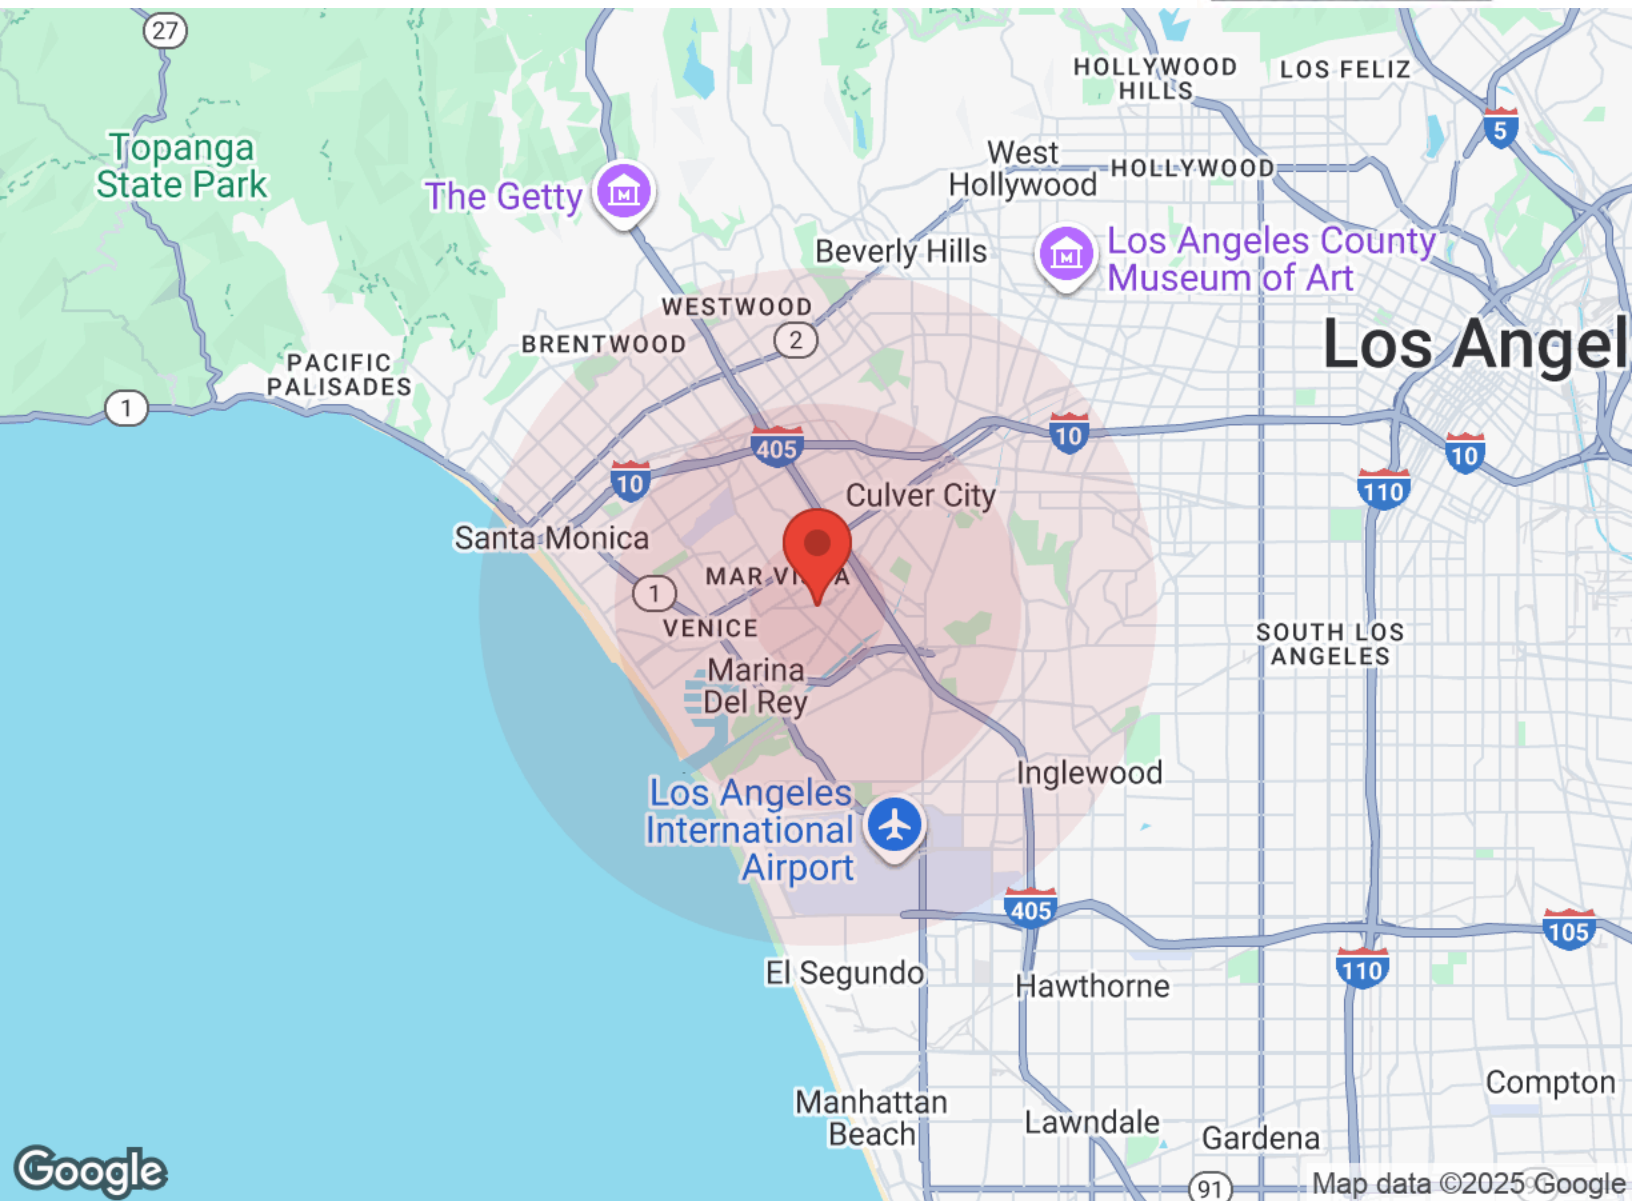 27
HOLLYWOOD
HILLS
LOS FELIZ
5
Topanga
State Park
The Getty
West
Hollywood
HOLLYWOOD
Beverly Hills
Los Angeles County
Museum of Art
WESTWOOD
2
BRENTWOOD
Los Angel
PACIFIC
PALISADES
1
405
10
10
10
110
Culver City
Santa Monica
MAR VI
A
1
VENICE
SOUTH LOS
ANGELES
Marina
Del Rey
Inglewood
Los Angeles
International
Airport
405
105
110
El Segundo
Hawthorne
Compton
Manhattan
Beach
Lawndale
Gardena
Google
91
Map data ©2025 Google